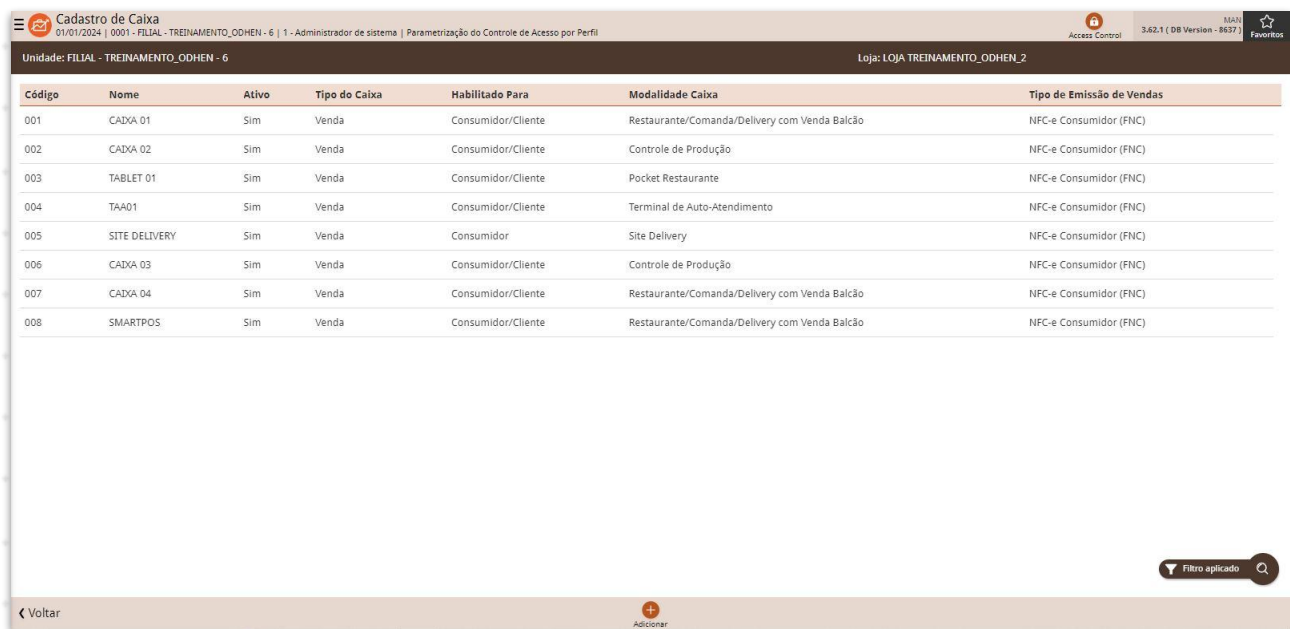 Cadastro de Caixa
01/01/2024 | 0001 - FILIAL - TREINAMENTO_ODHEN - 6 | 1 - Administrador de sistema | Parametrização do Controle de Acesso por Perfil
Access Control
MAN
3.62.1 ( DB Version - 8637 )
Favoritos
Unidade: FILIAL - TREINAMENTO_ODHEN - 6 Loja: LOJA TREINAMENTO_ODHEN_2
Código Nome Ativo Tipo do Caixa Habilitado Para Modalidade Caixa Tipo de Emissão de Vendas
001 CAIXA 01 Sim Venda Consumidor/Cliente Restaurante/Comanda/Delivery com Venda Balcão NFC-e Consumidor (FNC)
002 CAIXA 02 Sim Venda Consumidor/Cliente Controle de Produção NFC-e Consumidor (FNC)
003 TABLET 01 Sim Venda Consumidor/Cliente Pocket Restaurante NFC-e Consumidor (FNC)
004 TAA01 Sim Venda Consumidor/Cliente Terminal de Auto-Atendimento NFC-e Consumidor (FNC)
005 SITE DELIVERY Sim Venda Consumidor Site Delivery NFC-e Consumidor (FNC)
006 CAIXA 03 Sim Venda Consumidor/Cliente Controle de Produção NFC-e Consumidor (FNC)
007 CAIXA 04 Sim Venda Consumidor/Cliente Restaurante/Comanda/Delivery com Venda Balcão NFC-e Consumidor (FNC)
008 SMARTPOS Sim Venda Consumidor/Cliente Restaurante/Comanda/Delivery com Venda Balcão NFC-e Consumidor (FNC)
Filtro aplicado
Voltar
Adicionar